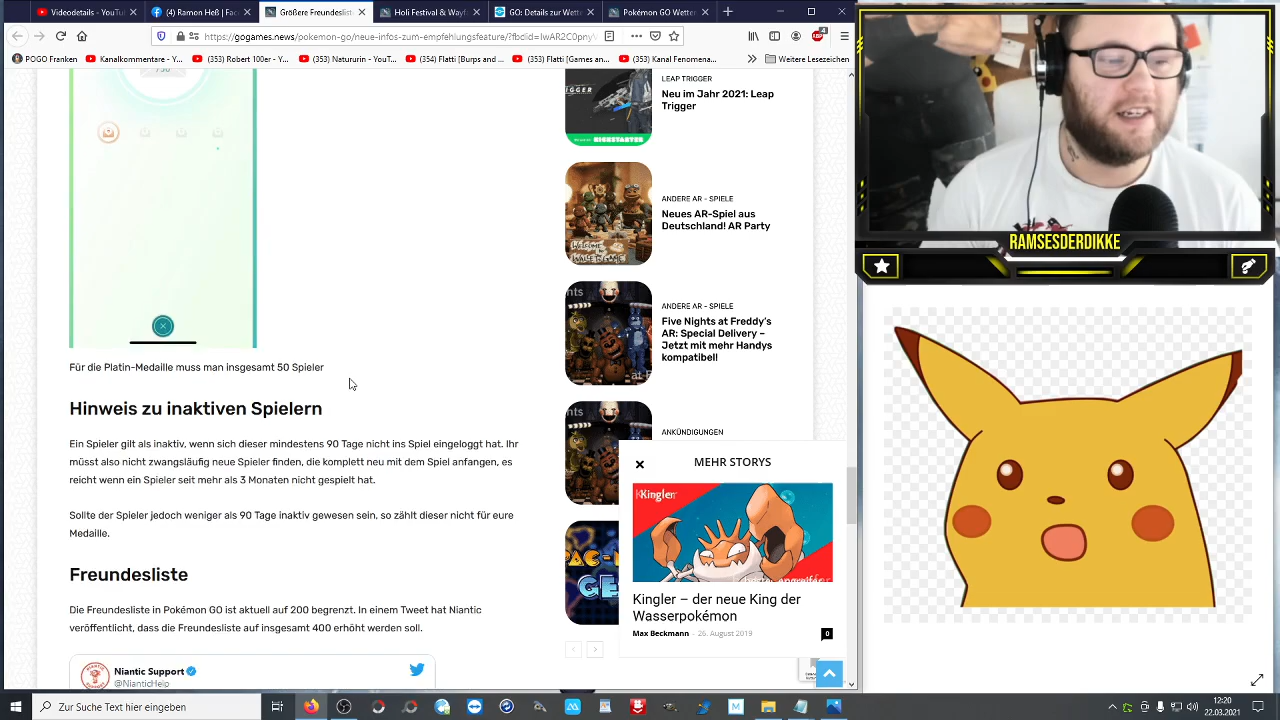 Videodetails - YouTu
(4) Ramon Heß | Fac
Größere Freundeslist
Holi Festival bei Poké
GO Data
Pokémon GO Wettr
https://gogames.news/pokemon-go/neue-infos-zum-empfehlungsfeature/?fbclid=IwAR2C0pnyV
POGO Franken
Kanalkommentare - Y...
(353) Robert 100er - Y...
(353) Natururin - YouT...
(354) Flatti [Burps and ...
(353) Flatti [Games an...
(353) Kanal Fenomena...
Weitere Lesezeichen
LEAP TRIGGER
Neu im Jahr 2021: Leap
Trigger
KICKSTARTER
ANDERE AR - SPIELE
Neues AR-Spiel aus
Deutschland! AR Party
WELCOME
ANDERE AR - SPIELE
Five Nights at Freddy's
AR: Special Delivery –
Jetzt mit mehr Handys
kompatibel!
ANKÜNDIGUNGEN
Für die Platin-Medaille muss man insgesamt 50 Spieler
Hinweis zu inaktiven Spielern
Ein Spieler gilt als inaktiv, wenn sich dieser mindestens 90 Tage nicht ins Spiel eingeloggt hat. Ihr
müsst also nicht zwangsläufig neue Spieler finden, die komplett neu mit dem Spiel anfangen, es
reicht wenn ein Spieler seit mehr als 3 Monaten nicht gespielt hat.
Sollte der Spieler jedoch weniger als 90 Tage inaktiv gewesen sein, so zählt dieser nicht für eure
Medaille.
Freundesliste
Die Freundesliste in Pokémon GO ist aktuell auf 200 begrenzt. In einem Tweet hat Niantic
veröffentlich, dass die Freundesliste auf insgesamt 400 erhöht werden soll.
Niantic Support
@NianticHelp
MEHR STORYS
Kingler
Kingler – der neue King der
Wasserpokémon
Max Beckmann - 26. August 2019
0
RAMSESDERDIKKE
Zur Suche Text hier eingeben
12:20
22.03.2021